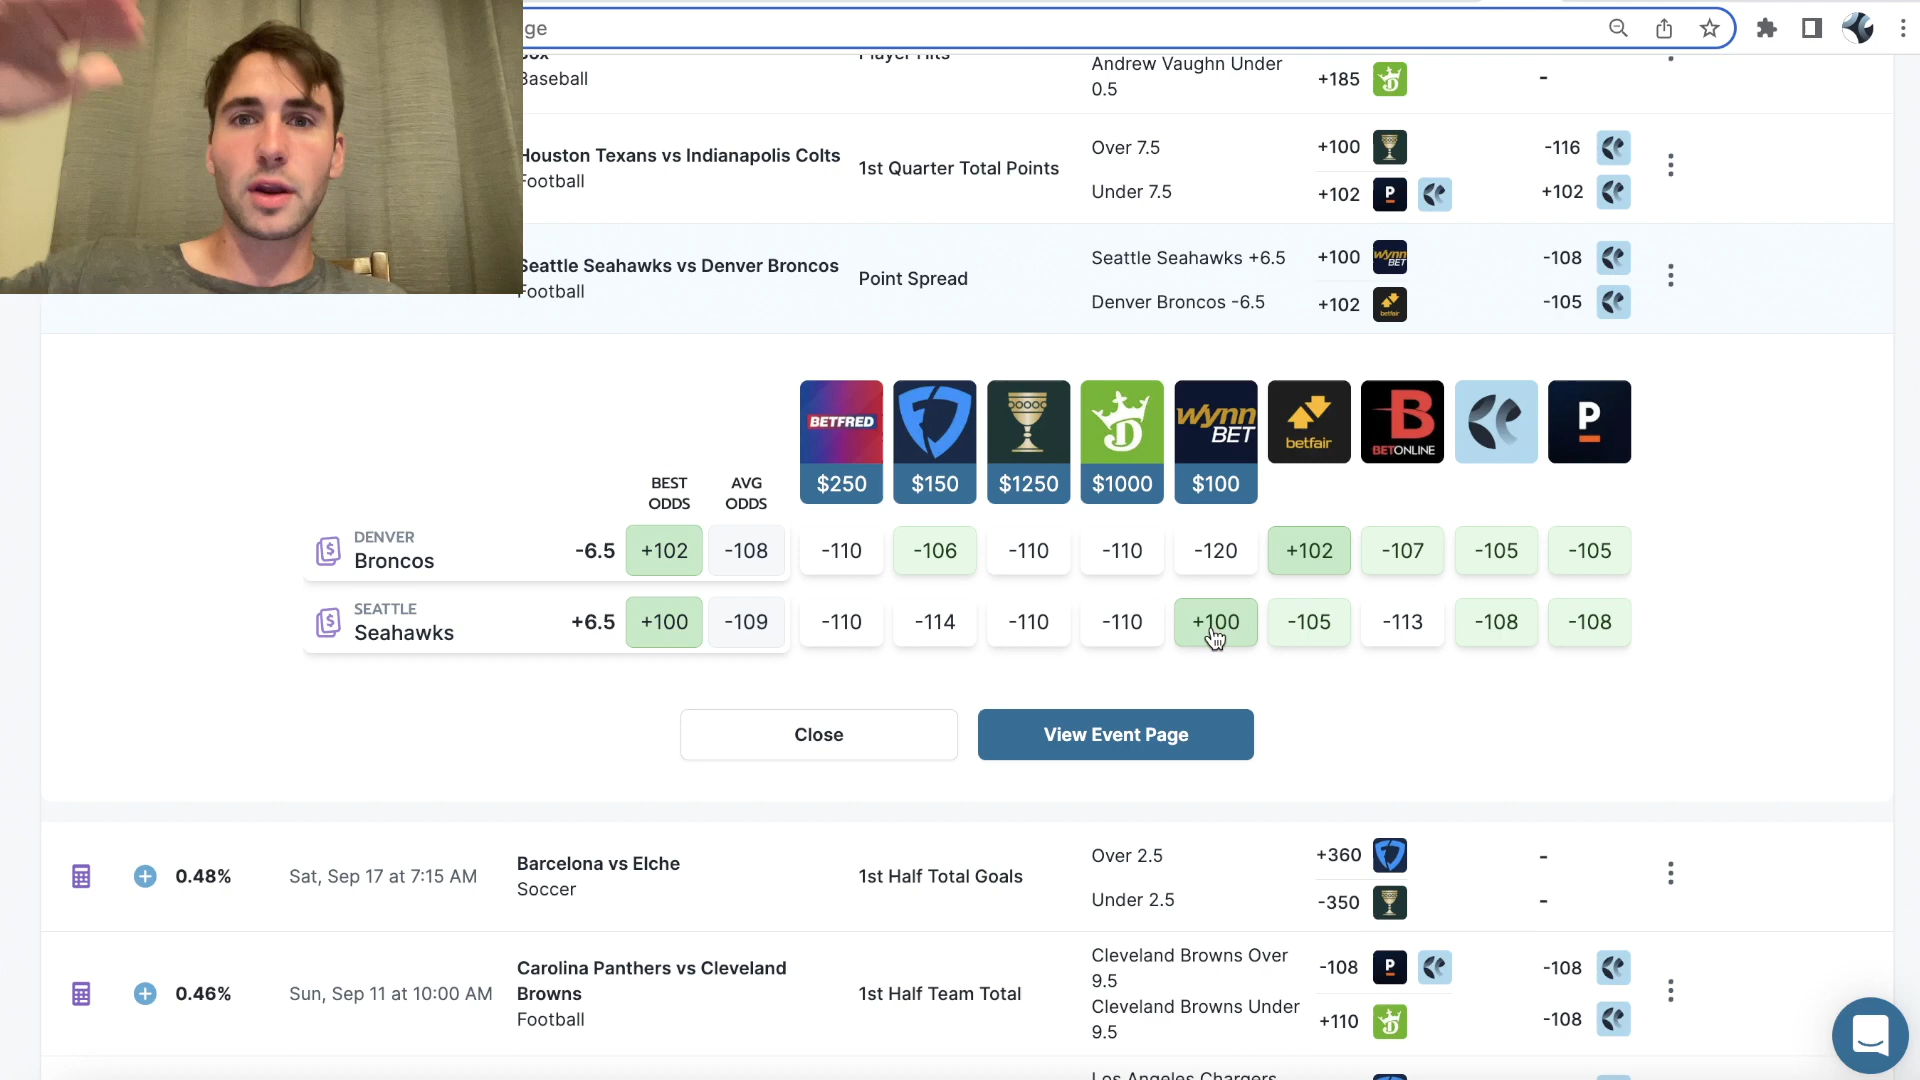 ge
Baseball
Andrew Vaughn Under
0.5
+185
-
Houston Texans vs Indianapolis Colts
Football
1st Quarter Total Points
Over 7.5
+100
-116
Under 7.5
+102
P
+102
Seattle Seahawks vs Denver Broncos
Football
Point Spread
Seattle Seahawks +6.5
+100
WYNN BET
-108
Denver Broncos -6.5
+102
betfair
-105
BETFRED
WYNN BET
betfair
B BETONLINE
P
$250
$150
$1250
$1000
$100
BEST ODDS
AVG ODDS
DENVER
Broncos
-6.5
+102
-108
-110
-106
-110
-110
-120
+102
-107
-105
-105
SEATTLE
Seahawks
+6.5
+100
-109
-110
-114
-110
-110
+100
-105
-113
-108
-108
Close
View Event Page
0.48%
Sat, Sep 17 at 7:15 AM
Barcelona vs Elche
Soccer
1st Half Total Goals
Over 2.5
+360
-
Under 2.5
-350
-
0.46%
Sun, Sep 11 at 10:00 AM
Carolina Panthers vs Cleveland
Browns
Football
1st Half Team Total
Cleveland Browns Over
9.5
-108
P
-108
Cleveland Browns Under
9.5
+110
-108
Los Angeles Chargers